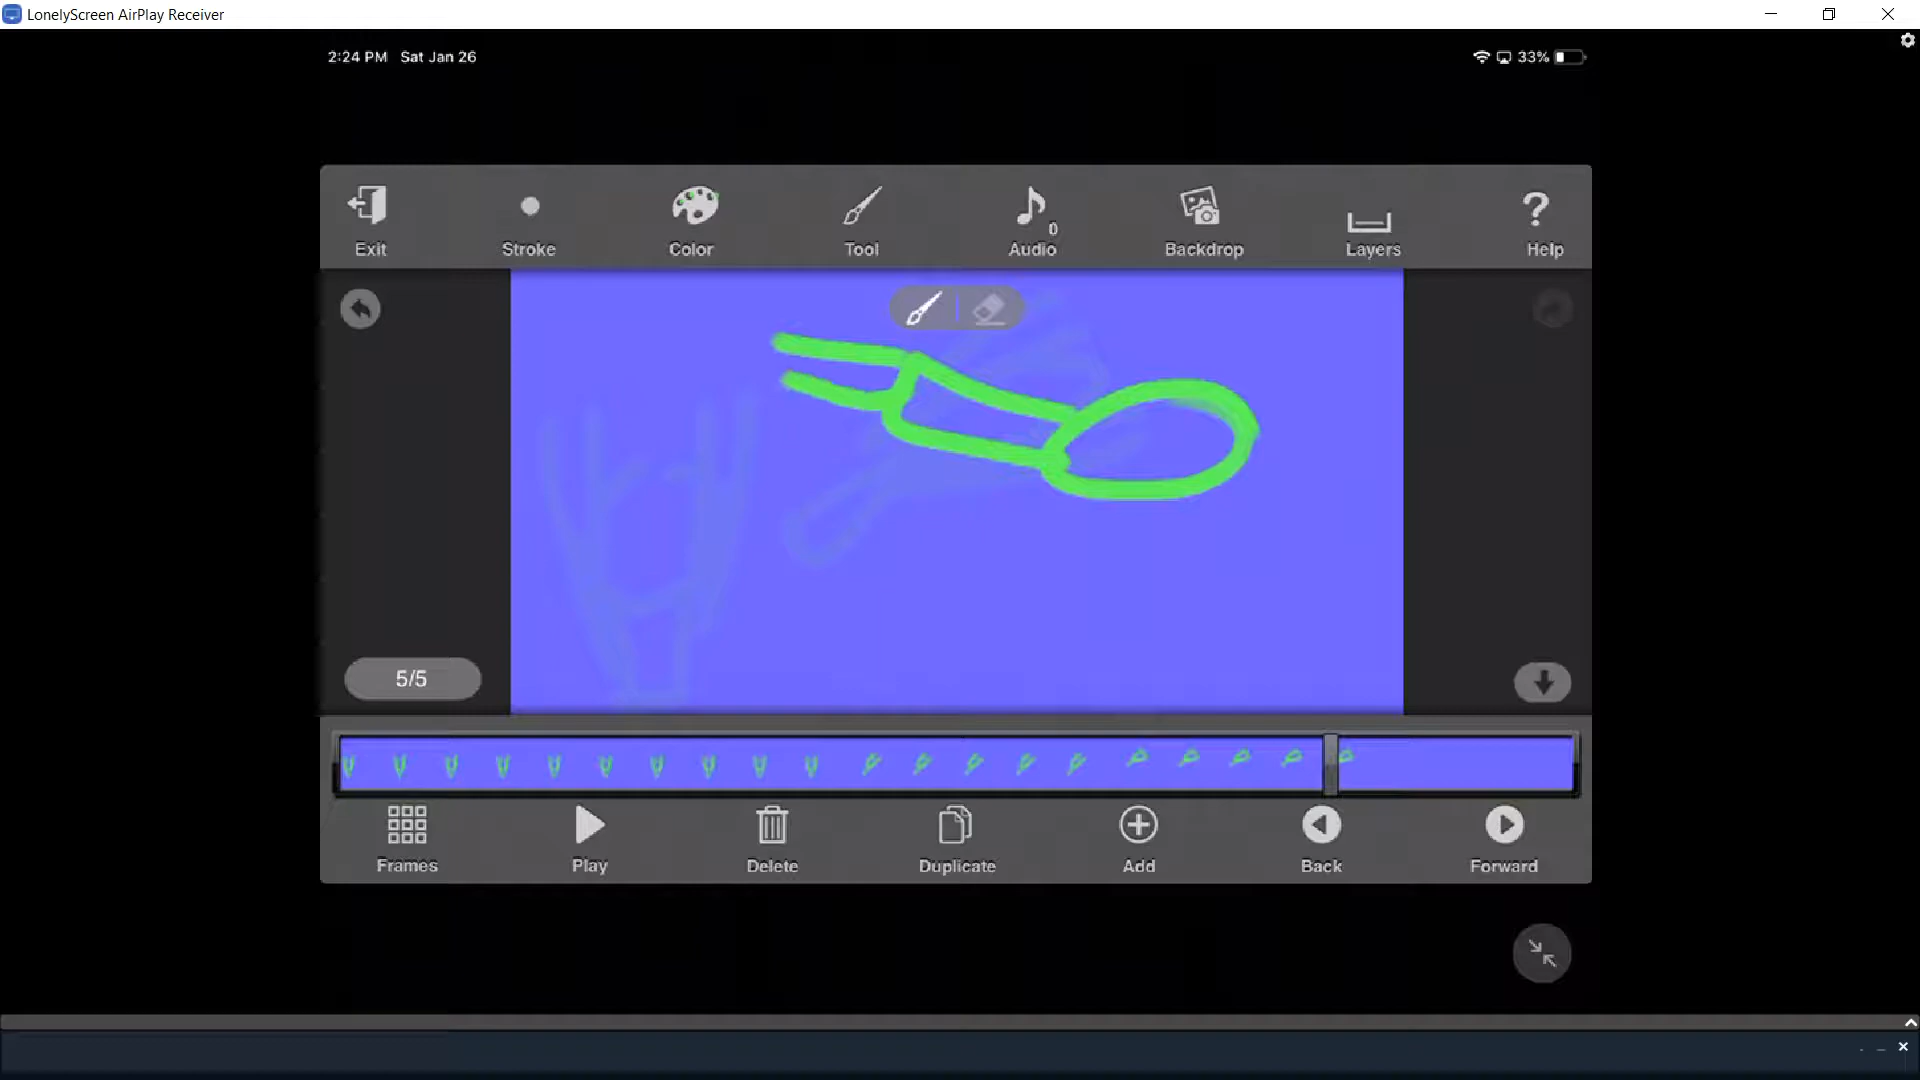 LonelyScreen AirPlay Receiver
2:24 PM Sat Jan 26
33%
Exit Stroke Color Tool Audio 0 Backdrop Layers ? Help
5/5
Frames Play Delete Duplicate Add Back Forward